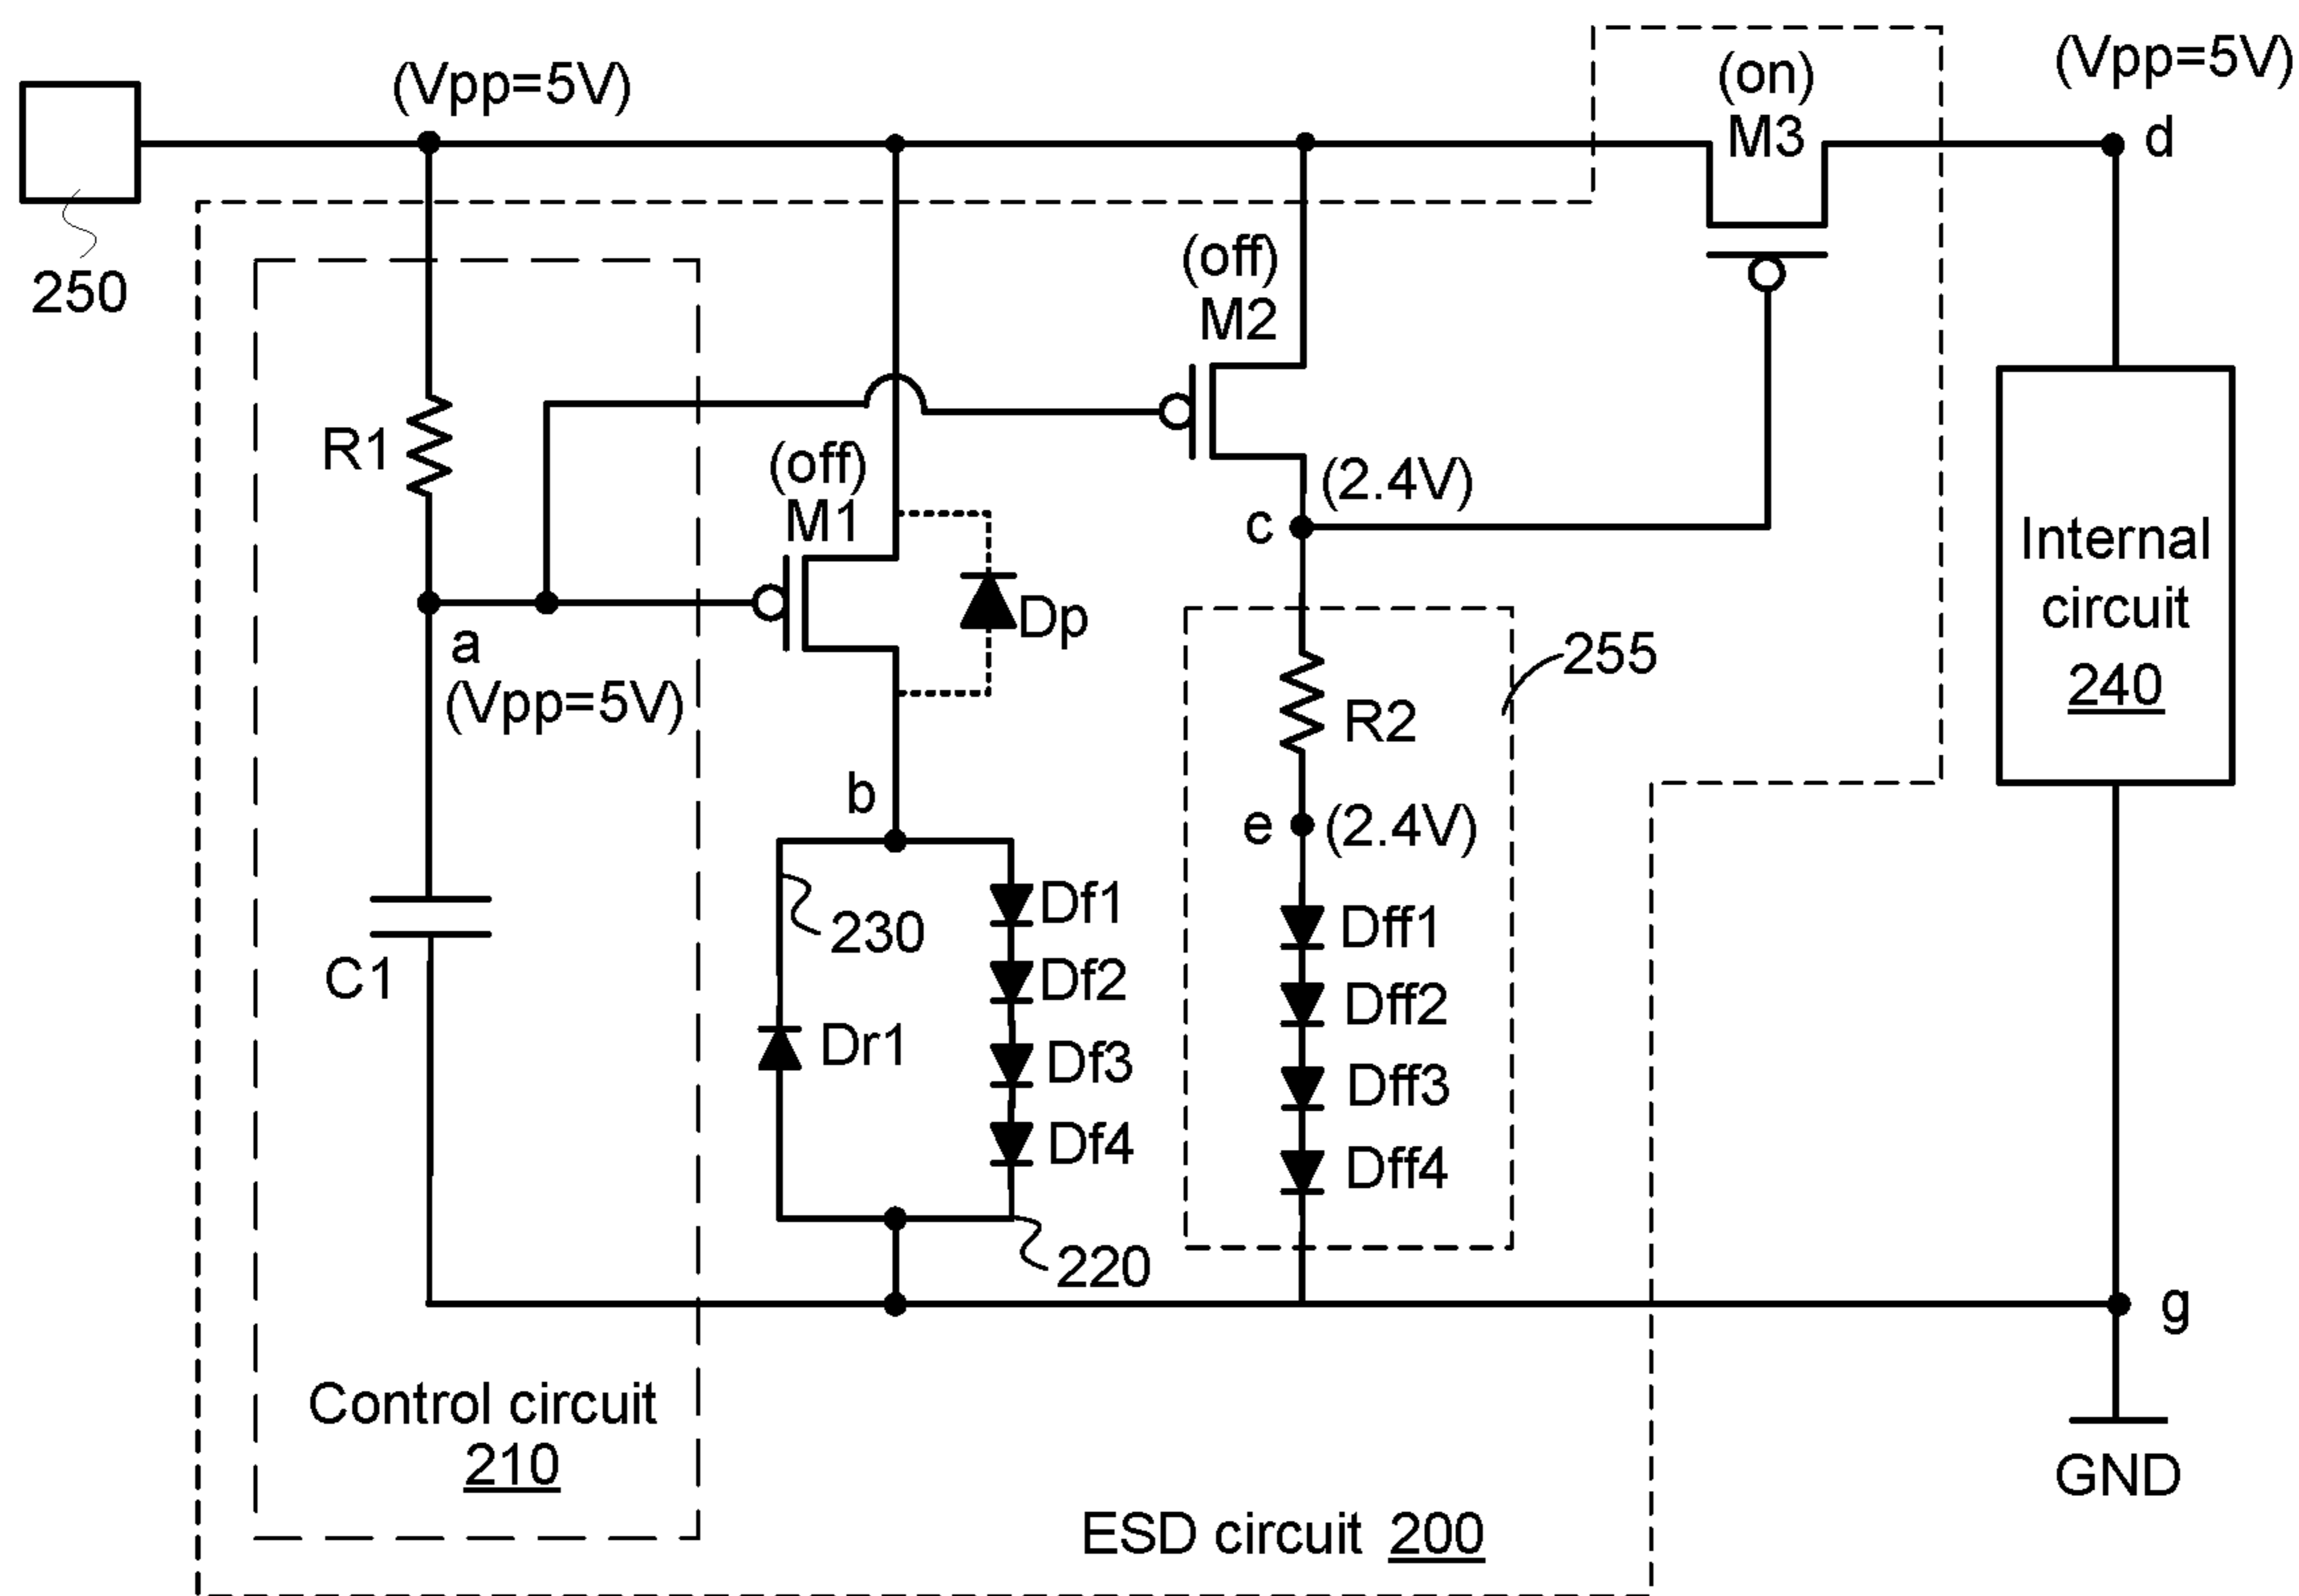 (Vpp=5V)
(on)
M3
(Vpp=5V)
d
250
(off)
M2
R1
(off)
M1
(2.4V)
c
Dp
a
(Vpp=5V)
Internal
circuit
240
255
R2
b
e
(2.4V)
230
Df1
Df2
Df3
Df4
C1
Dr1
Dff1
Dff2
Dff3
Dff4
220
g
Control circuit
210
GND
ESD circuit 200